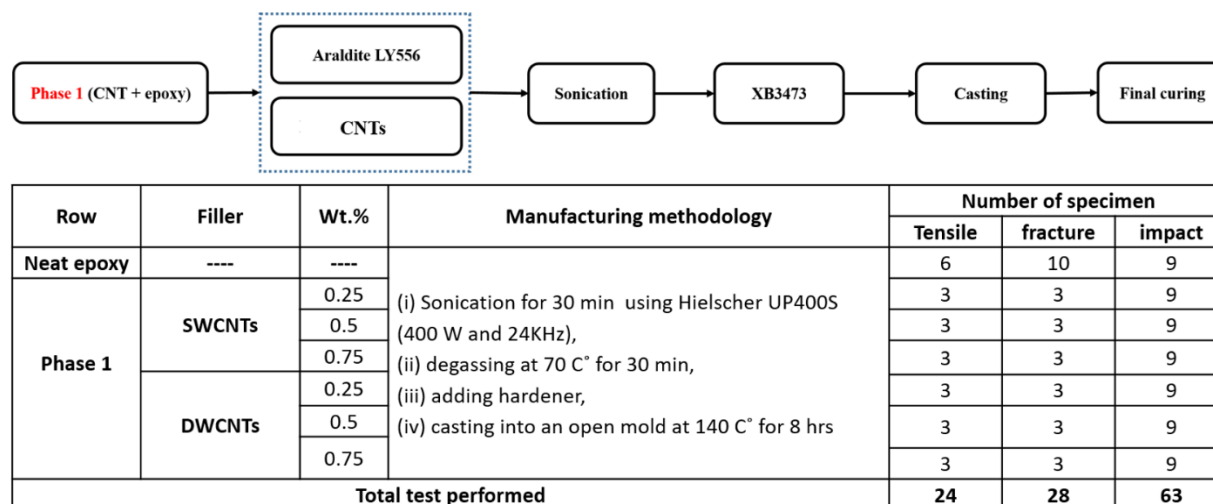 Phase 1 (CNT + epoxy)
Araldite LY556
CNTs
Sonication
XB3473
Casting
Final curing
Row Filler Wt.% Manufacturing methodology Number of specimen
Tensile fracture impact
Neat epoxy ---- ---- 6 10 9
Phase 1
SWCNTs
0.25 3 3 9
0.5 3 3 9
0.75 3 3 9
DWCNTs
0.25 3 3 9
0.5 3 3 9
0.75 3 3 9
(i) Sonication for 30 min using Hielscher UP400S
(400 W and 24KHz),
(ii) degassing at 70 C˚ for 30 min,
(iii) adding hardener,
(iv) casting into an open mold at 140 C˚ for 8 hrs
Total test performed 24 28 63